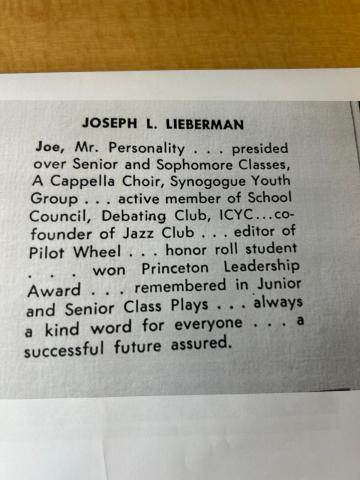 JOSEPH L. LIEBERMAN
Joe, Mr. Personality . . . presided
over Senior and Sophomore Classes,
A Cappella Choir, Synogogue Youth
Group . . . active member of School
Council, Debating Club, ICYC...co-
founder of Jazz Club . . . editor of
Pilot Wheel . . . honor roll student
. . . won Princeton Leadership
Award . . . remembered in Junior
and Senior Class Plays . . . always
a kind word for everyone . . . a
successful future assured.